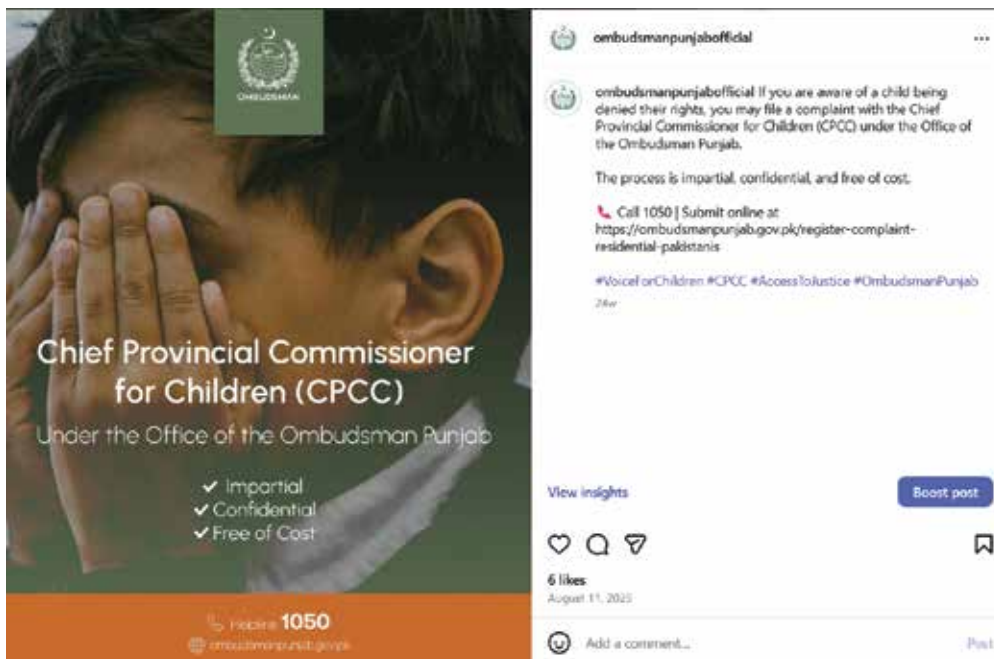 OMBUDSMAN
Chief Provincial Commissioner
for Children (CPCC)
Under the Office of the Ombudsman Punjab
✓ Impartial
✓ Confidential
✓ Free of Cost
Helpline 1050
ombudsmanpunjab.gov.pk
ombudsmanpunjabofficial
ombudsmanpunjabofficial If you are aware of a child being
denied their rights, you may file a complaint with the Chief
Provincial Commissioner for Children (CPCC) under the Office of
the Ombudsman Punjab.
The process is impartial, confidential, and free of cost.
Call 1050 | Submit online at
https://ombudsmanpunjab.gov.pk/register-complaint-
residential-pakistanis
#VoiceForChildren #CPCC #AccessToJustice #OmbudsmanPunjab
24w
View insights
Boost post
6 likes
August 11, 2025
Add a comment...
Post